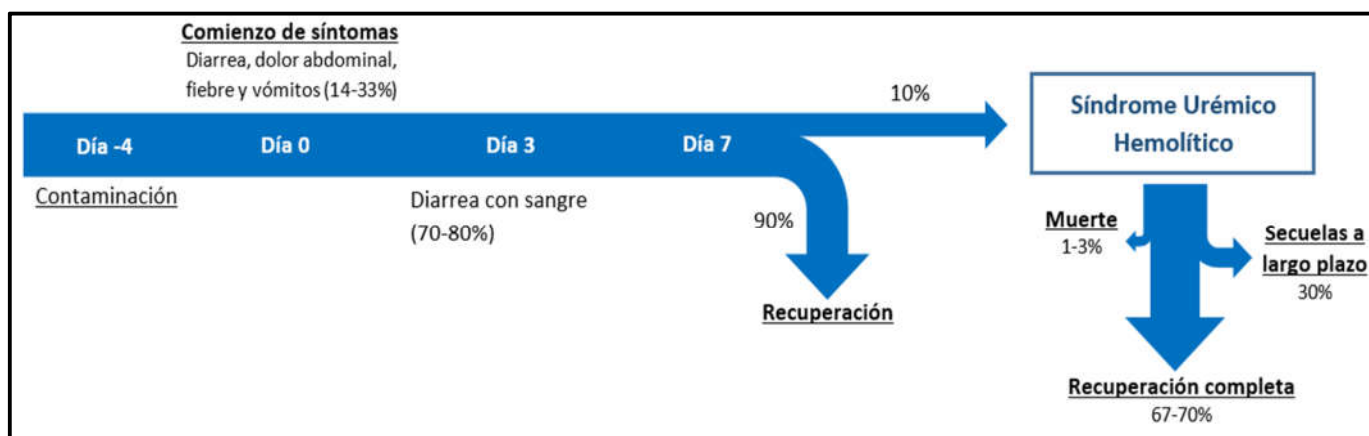 Comienzo de síntomas
Diarrea, dolor abdominal,
fiebre y vómitos (14-33%)
10%
Síndrome Urémico
Hemolítico
Día -4
Día 0
Día 3
Día 7
Contaminación
Diarrea con sangre
(70-80%)
90%
Recuperación
Muerte
1-3%
Secuelas a
largo plazo
30%
Recuperación completa
67-70%